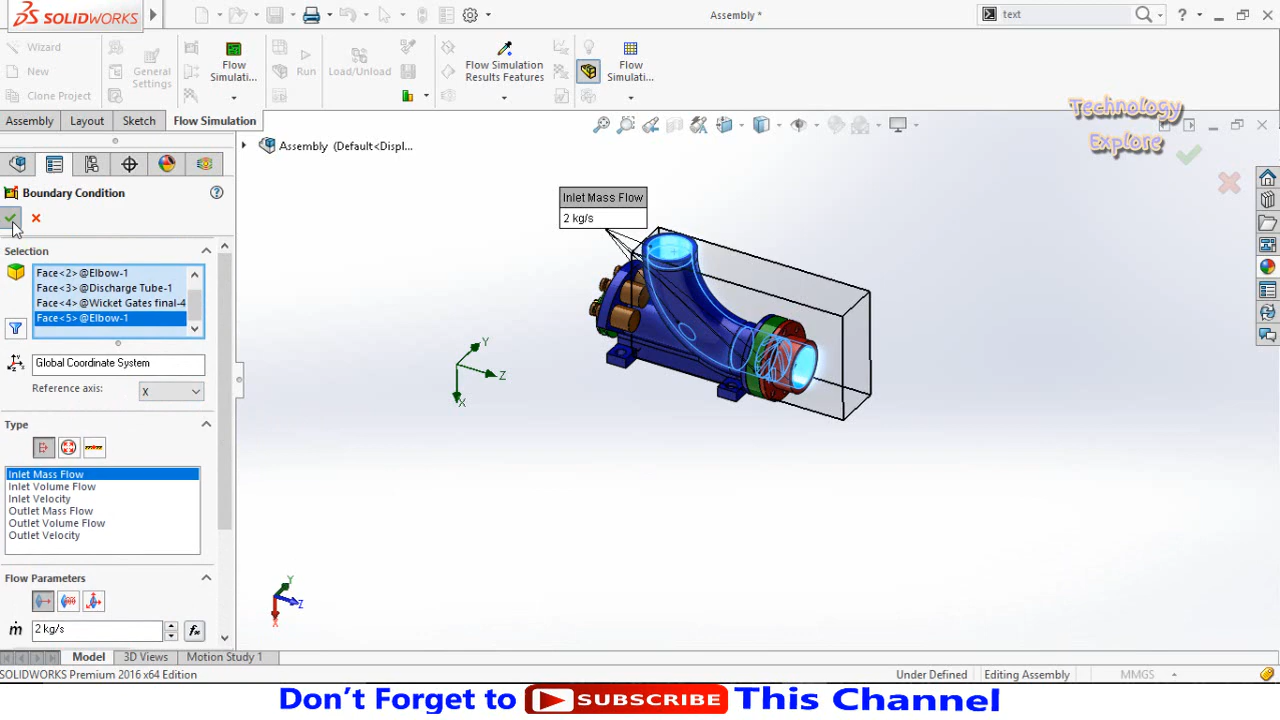 SOLIDWORKS
Assembly *
text
Wizard
New
Clone Project
General
Settings
Flow
Simulati...
Run
Load/Unload
Flow Simulation
Results Features
Flow
Simulati...
Technology
Explore
Assembly
Layout
Sketch
Flow Simulation
Assembly (Default<Displ...
Boundary Condition
Selection
Face<2>@Elbow-1
Face<3>@Discharge Tube-1
Face<4>@Wicket Gates final-4
Face<5>@Elbow-1
Global Coordinate System
Reference axis:
X
Type
Inlet Mass Flow
Inlet Volume Flow
Inlet Velocity
Outlet Mass Flow
Outlet Volume Flow
Outlet Velocity
Flow Parameters
ṁ
2 kg/s
fx
Inlet Mass Flow
2 kg/s
Y
Z
X
Y
Z
X
Model
3D Views
Motion Study 1
SOLIDWORKS Premium 2016 x64 Edition
Under Defined
Editing Assembly
MMGS
Don't Forget to SUBSCRIBE This Channel